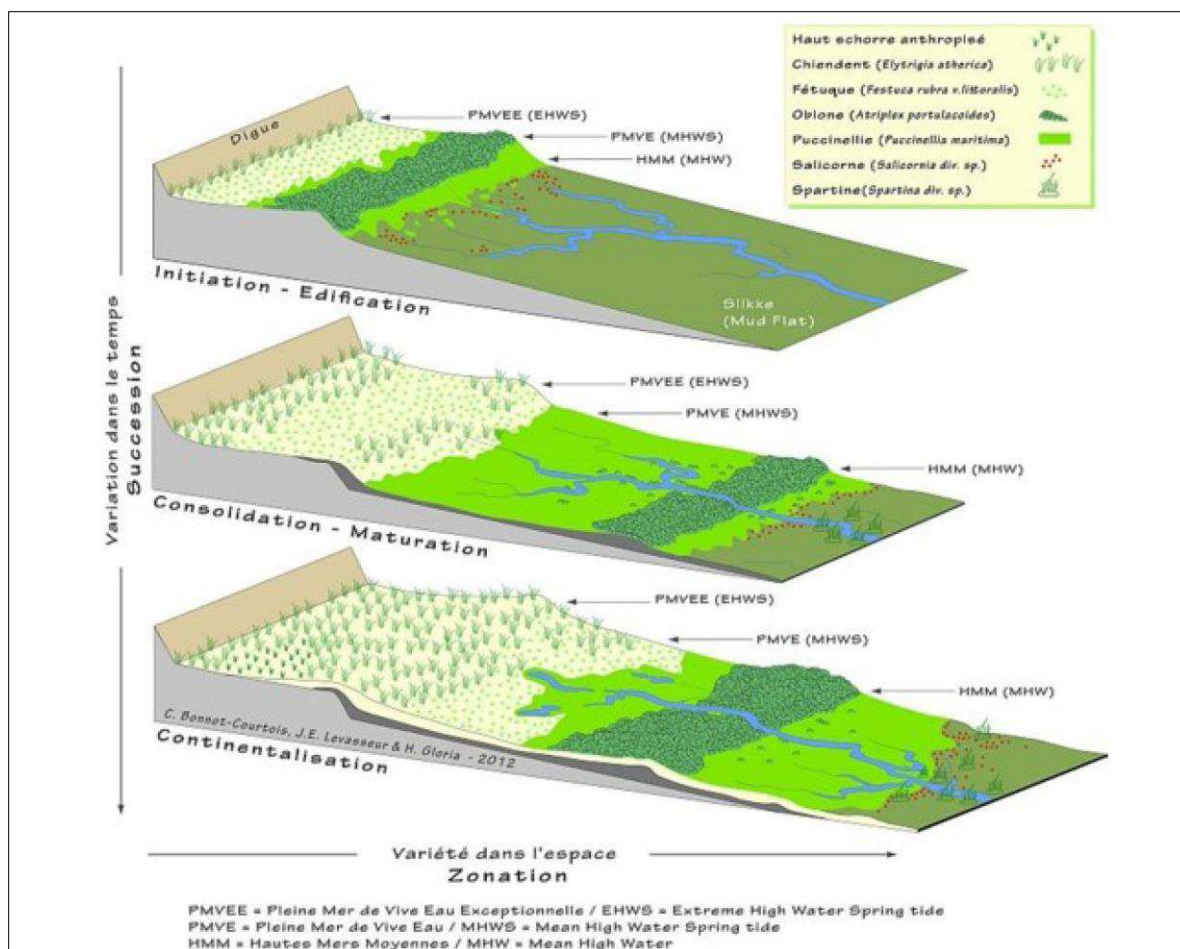 Haut schorre anthropisé
Chiendent (Elytrigia atherica)
Fétuque (Festuca rubra v.littoralis)
Obione (Atriplex portulacoides)
Puccinellie (Puccinellia maritima)
Salicorne (Salicornia div. sp.)
Spartine(Spartina div. sp.)
Digue
PMVEE (EHWS)
PMVE (MHWS)
HMM (MHW)
Slikke
(Mud Flat)
Initiation - Edification
PMVEE (EHWS)
PMVE (MHWS)
HMM (MHW)
Consolidation - Maturation
PMVEE (EHWS)
PMVE (MHWS)
HMM (MHW)
C. Bonnot-Courtois, J.E. Levasseur & H. Gloria - 2012
Continentalisation
Variation dans le temps
Succession
Variété dans l'espace
Zonation
PMVEE = Pleine Mer de Vive Eau Exceptionnelle / EHWS = Extreme High Water Spring tide
PMVE = Pleine Mer de Vive Eau / MHWS = Mean High Water Spring tide
HMM = Hautes Mers Moyennes / MHW = Mean High Water